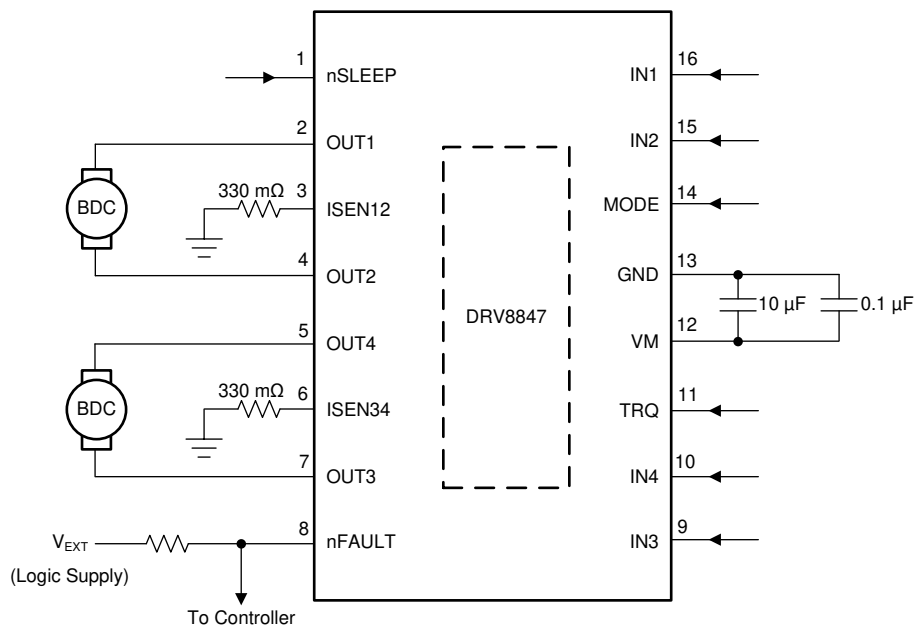 1
nSLEEP
2
OUT1
BDC
330 mΩ
3
ISEN12
4
OUT2
5
OUT4
BDC
330 mΩ
6
ISEN34
7
OUT3
VEXT
(Logic Supply)
8
nFAULT
To Controller
DRV8847
16
IN1
15
IN2
14
MODE
13
GND
10 µF
0.1 µF
12
VM
11
TRQ
10
IN4
9
IN3